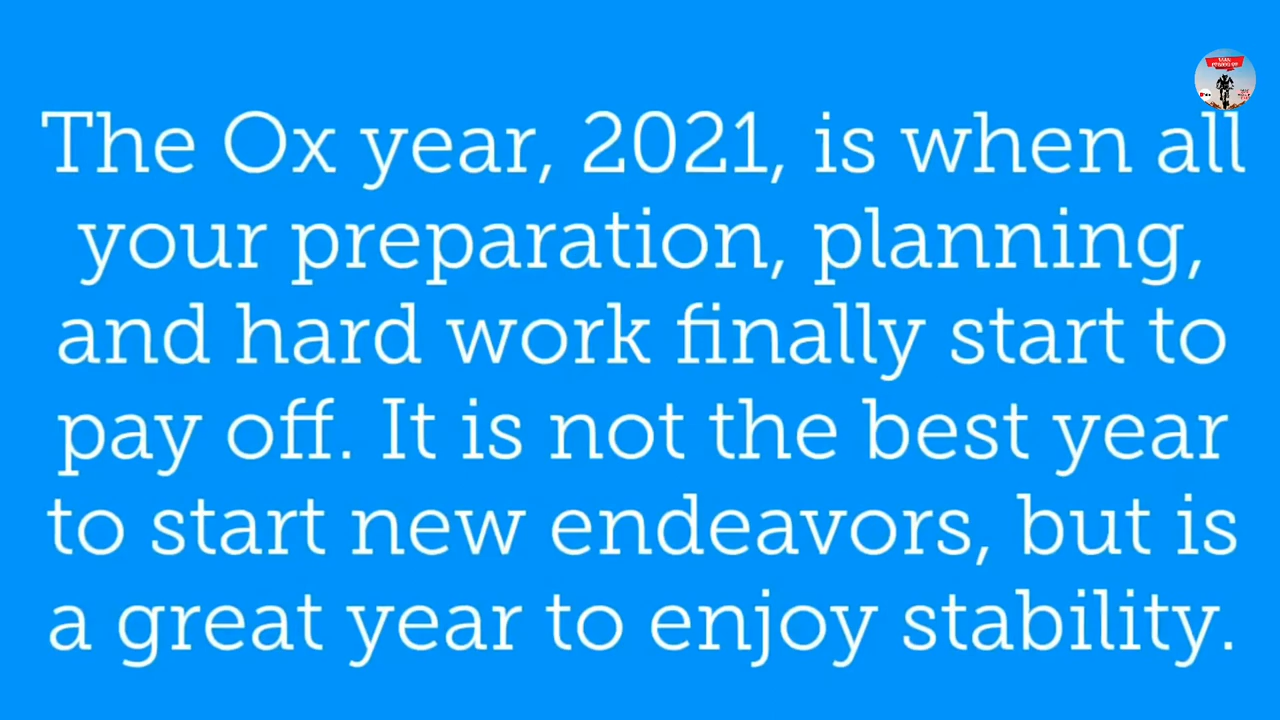 The Ox year, 2021, is when all
your preparation, planning,
and hard work finally start to
pay off. It is not the best year
to start new endeavors, but is
a great year to enjoy stability.